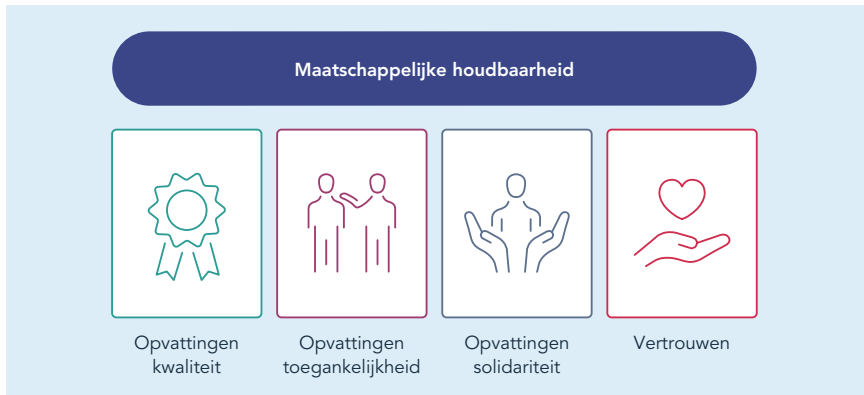 Maatschappelijke houdbaarheid
Opvattingen
kwaliteit
Opvattingen
toegankelijkheid
Opvattingen
solidariteit
Vertrouwen